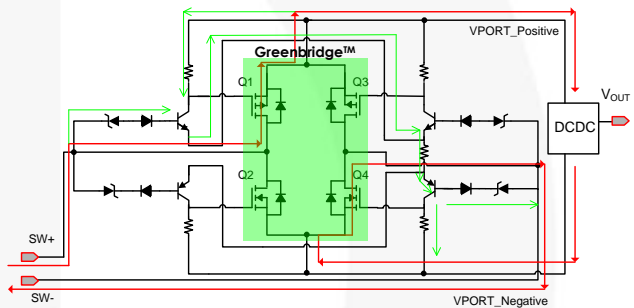 VPORT_Positive
Greenbridge™
Q1
Q3
VOUT
DCDC
Q2
Q4
SW+
SW-
VPORT_Negative